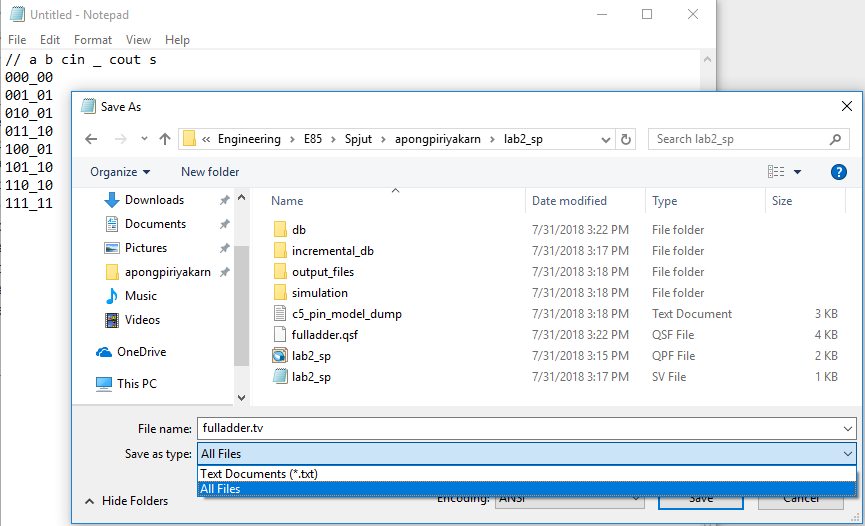 Untitled - Notepad
File Edit Format View Help
// a b cin _ cout s
000_00
001_01
010_01
011_10
100_01
101_10
110_10
111_11
Save As
« Engineering > E85 > Spjut > apongpiriyakarn > lab2_sp
Search lab2_sp
Organize New folder
?
Downloads
Documents
Pictures
apongpiriyakarn
Music
Videos
OneDrive
This PC
Name Date modified Type Size
db 7/31/2018 3:22 PM File folder
incremental_db 7/31/2018 3:17 PM File folder
output_files 7/31/2018 3:18 PM File folder
simulation 7/31/2018 3:18 PM File folder
c5_pin_model_dump 7/31/2018 3:18 PM Text Document 3 KB
fulladder.qsf 7/31/2018 3:22 PM QSF File 4 KB
lab2_sp 7/31/2018 3:15 PM QPF File 2 KB
lab2_sp 7/31/2018 3:17 PM SV File 1 KB
File name: fulladder.tv
Save as type: All Files
Text Documents (*.txt)
All Files
Hide Folders Encoding: ANSI Save Cancel